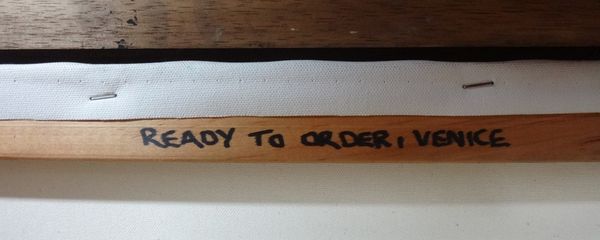 READY TO ORDER, VENICE